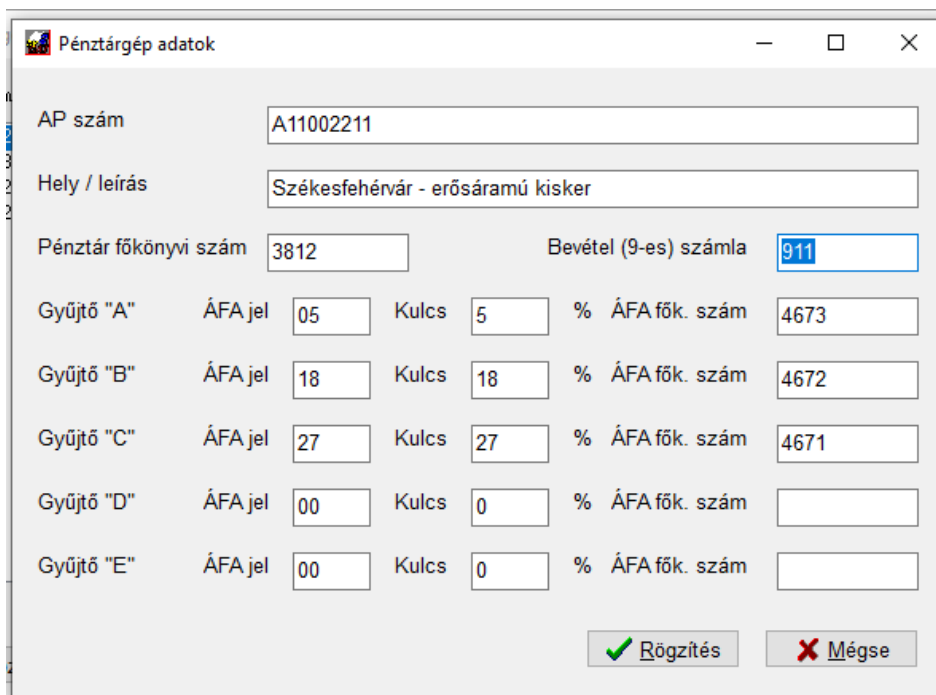 Pénztárgép adatok
AP szám A11002211
Hely / leírás Székesfehérvár - erősáramú kisker
Pénztár főkönyvi szám 3812 Bevétel (9-es) számla 911
Gyűjtő "A" ÁFA jel 05 Kulcs 5 % ÁFA fők. szám 4673
Gyűjtő "B" ÁFA jel 18 Kulcs 18 % ÁFA fők. szám 4672
Gyűjtő "C" ÁFA jel 27 Kulcs 27 % ÁFA fők. szám 4671
Gyűjtő "D" ÁFA jel 00 Kulcs 0 % ÁFA fők. szám
Gyűjtő "E" ÁFA jel 00 Kulcs 0 % ÁFA fők. szám
Rögzítés Mégse